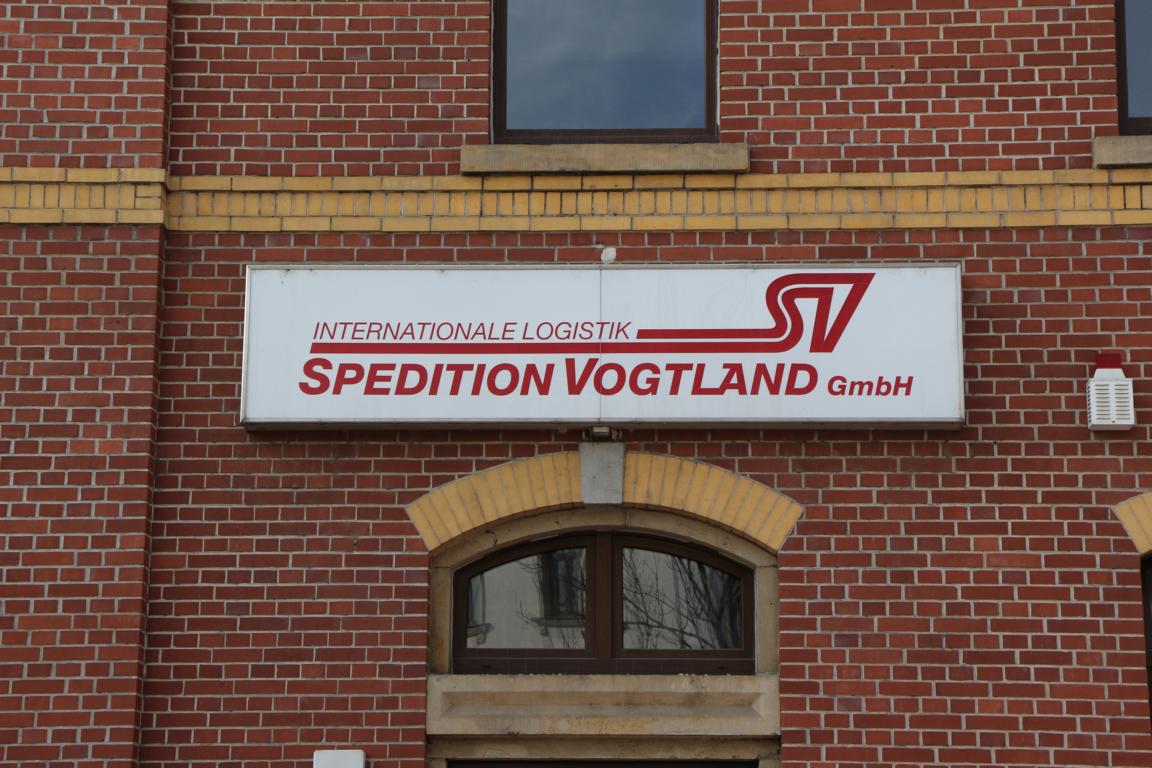 SV
INTERNATIONALE LOGISTIK
SPEDITION VOGTLAND GmbH